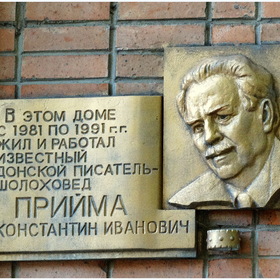 В ЭТОМ ДОМЕ
С 1981 ПО 1991 г.г.
ЖИЛ И РАБОТАЛ
ИЗВЕСТНЫЙ
ДОНСКОЙ ПИСАТЕЛЬ-
ШОЛОХОВЕД
ПРИЙМА
КОНСТАНТИН ИВАНОВИЧ